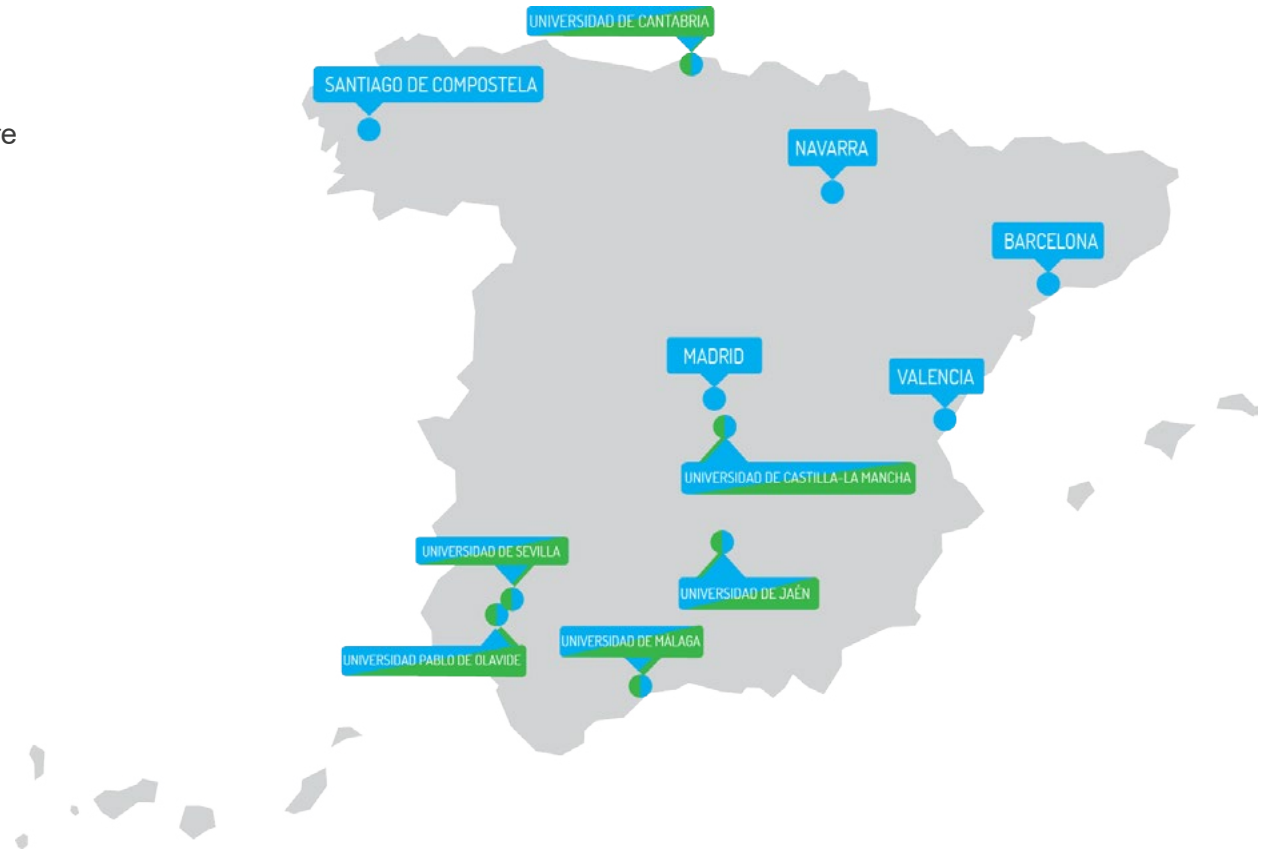 UNIVERSIDAD DE CANTABRIA
SANTIAGO DE COMPOSTELA
NAVARRA
BARCELONA
MADRID
VALENCIA
UNIVERSIDAD DE CASTILLA-LA MANCHA
UNIVERSIDAD DE SEVILLA
UNIVERSIDAD DE JAÉN
UNIVERSIDAD DE MÁLAGA
UNIVERSIDAD PABLO DE OLAVIDE